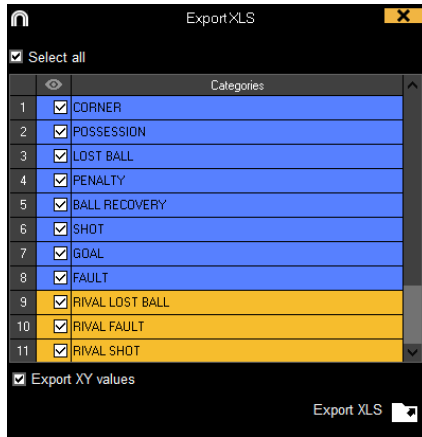 Export XLS
Select all
Categories
1 CORNER
2 POSSESSION
3 LOST BALL
4 PENALTY
5 BALL RECOVERY
6 SHOT
7 GOAL
8 FAULT
9 RIVAL LOST BALL
10 RIVAL FAULT
11 RIVAL SHOT
Export XY values
Export XLS